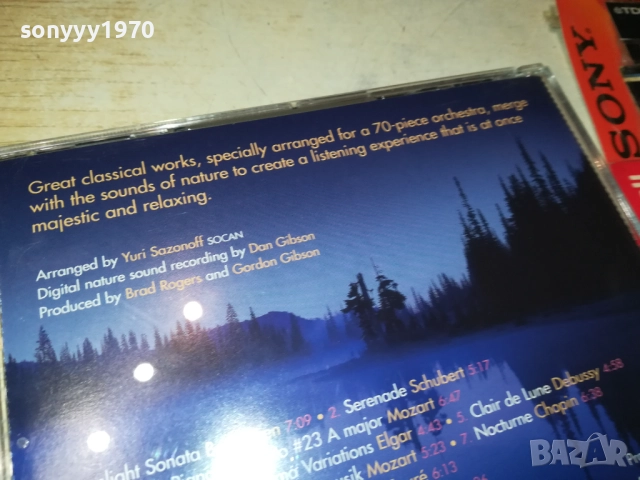 sonyyy1970
TDK
SONY
Great classical works, specially arranged for a 70-piece orchestra, merge
with the sounds of nature to create a listening experience that is at once
majestic and relaxing.
Arranged by Yuri Sazonoff SOCAN
Digital nature sound recording by Dan Gibson
Produced by Brad Rogers and Gordon Gibson
light Sonata 7:09 • 2. Serenade Schubert 5:17
#23 A major Mozart 6:47
Variations Elgar 4:43 • 5. Clair de Lune Debussy 4:58
Mozart 5:23 • 7. Nocturne Chopin 6:38
6:13
bazar